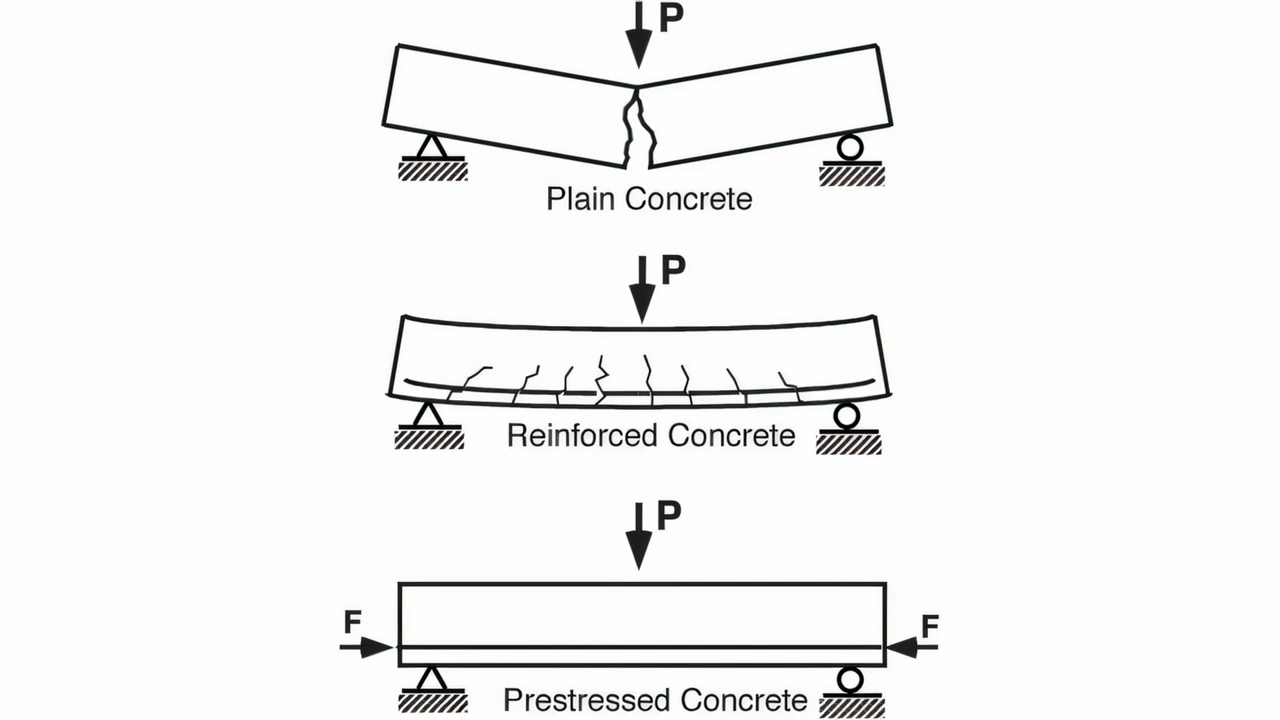 P
Plain Concrete
P
Reinforced Concrete
P
F
F
Prestressed Concrete